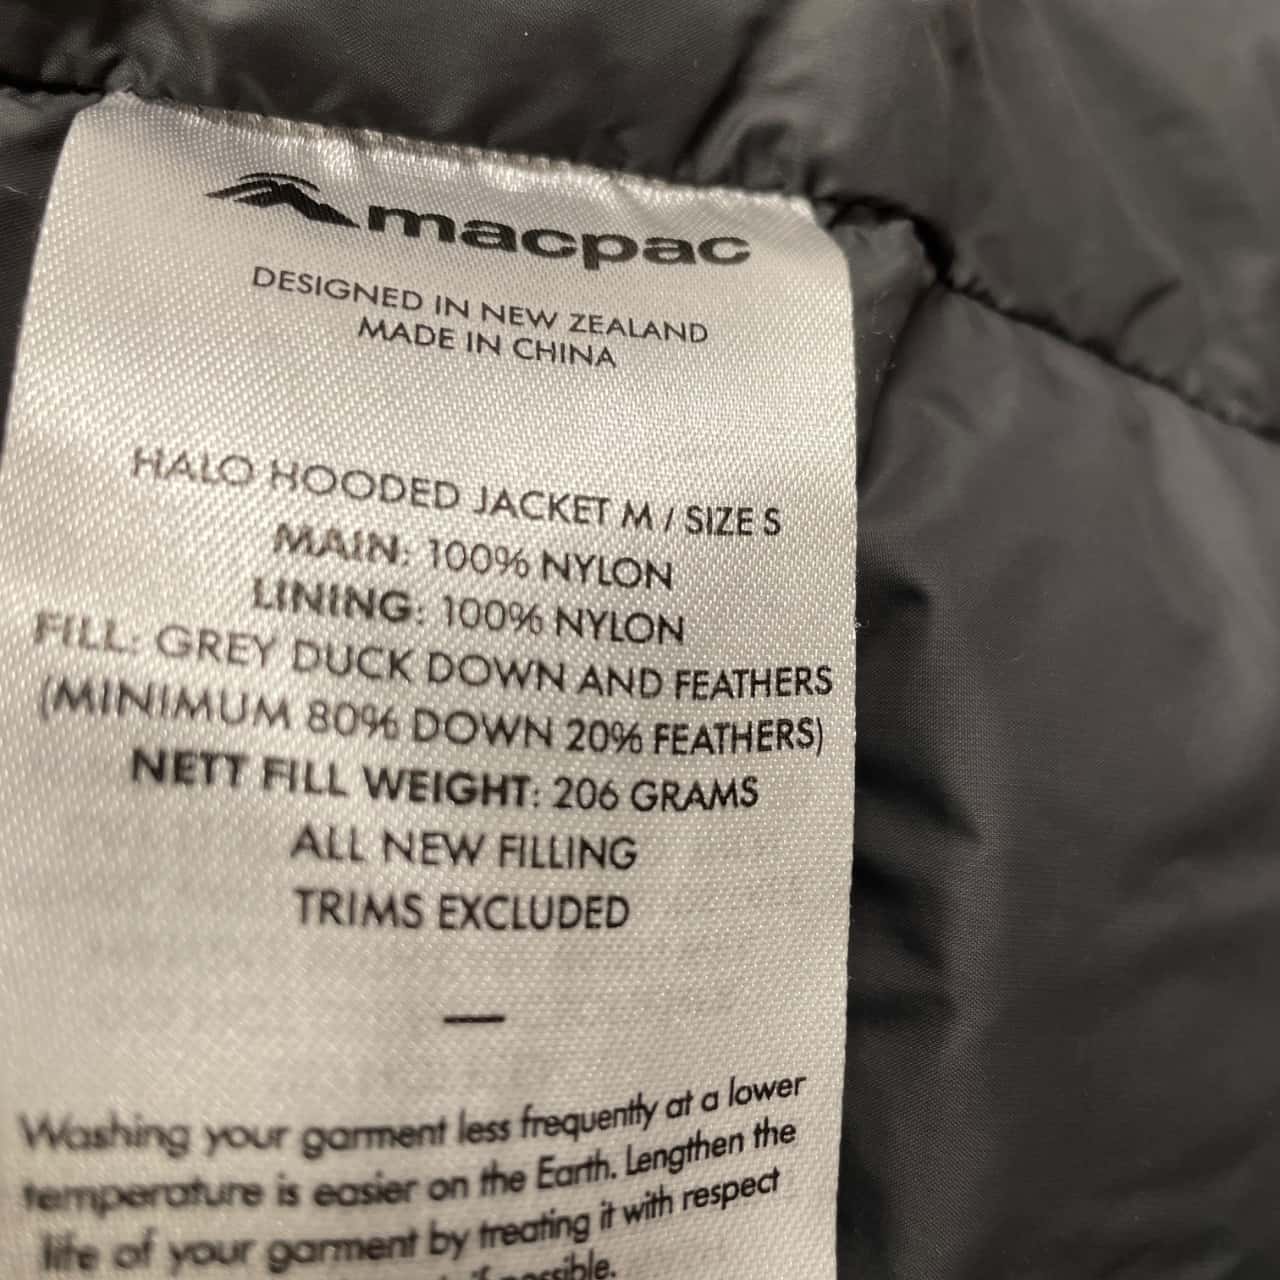 macpac
DESIGNED IN NEW ZEALAND
MADE IN CHINA
HALO HOODED JACKET M / SIZE S
MAIN: 100% NYLON
LINING: 100% NYLON
FILL: GREY DUCK DOWN AND FEATHERS
(MINIMUM 80% DOWN 20% FEATHERS)
NETT FILL WEIGHT: 206 GRAMS
ALL NEW FILLING
TRIMS EXCLUDED
—
Washing your garment less frequently at a lower
temperature is easier on the Earth. Lengthen the
life of your garment by treating it with respect
if possible.